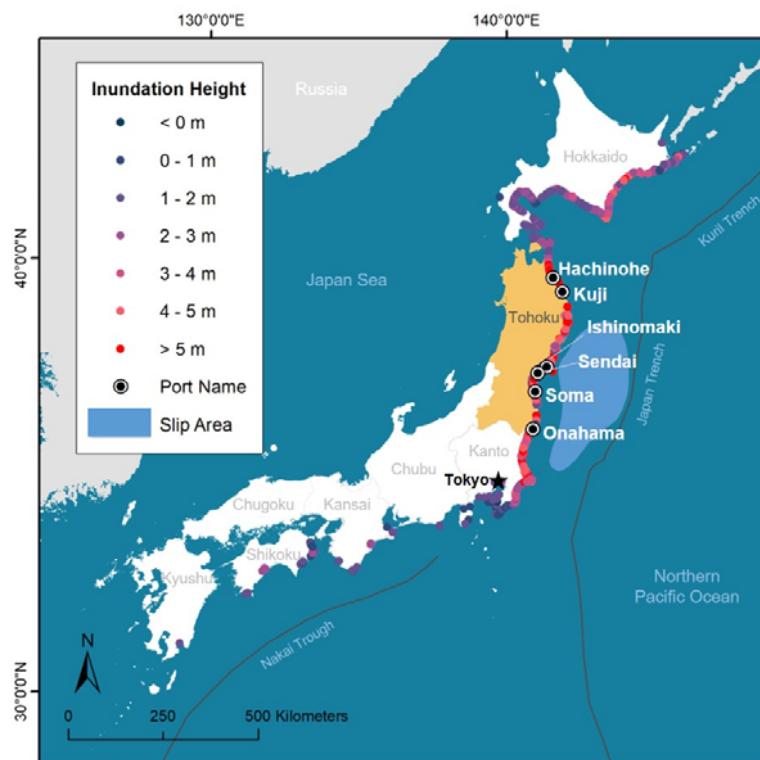 130°0'0"E
140°0'0"E
Inundation Height
< 0 m
0 - 1 m
1 - 2 m
2 - 3 m
3 - 4 m
4 - 5 m
> 5 m
Port Name
Slip Area
Russia
Hokkaido
Kuril Trench
40°0'0"N
Japan Sea
Hachinohe
Kuji
Tohoku
Ishinomaki
Sendai
Japan Trench
Soma
Onahama
Kanto
Chubu
Tokyo
Chugoku
Kansai
Shikoku
Kyushu
Northern
Pacific Ocean
Nakai Trough
N
30°0'0"N
0
250
500 Kilometers